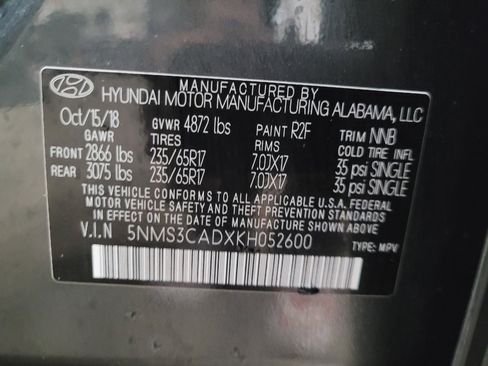 MANUFACTURED BY
HYUNDAI MOTOR MANUFACTURING ALABAMA, LLC
Oct/15/18 GVWR 4872 lbs PAINT R2F TRIM NNB
GAWR TIRES RIMS COLD TIRE INFL
FRONT 2866 lbs 235/65R17 7.0JX17 35 psi SINGLE
REAR 3075 lbs 235/65R17 7.0JX17 35 psi SINGLE
THIS VEHICLE CONFORMS TO ALL APPLICABLE U.S.A. FEDERAL
MOTOR VEHICLE SAFETY AND THEFT PREVENTION STANDARDS
IN EFFECT ON THE DATE OF MANUFACTURE SHOWN ABOVE.
V.I.N 5NMS3CADXKH052600
TYPE: MPV